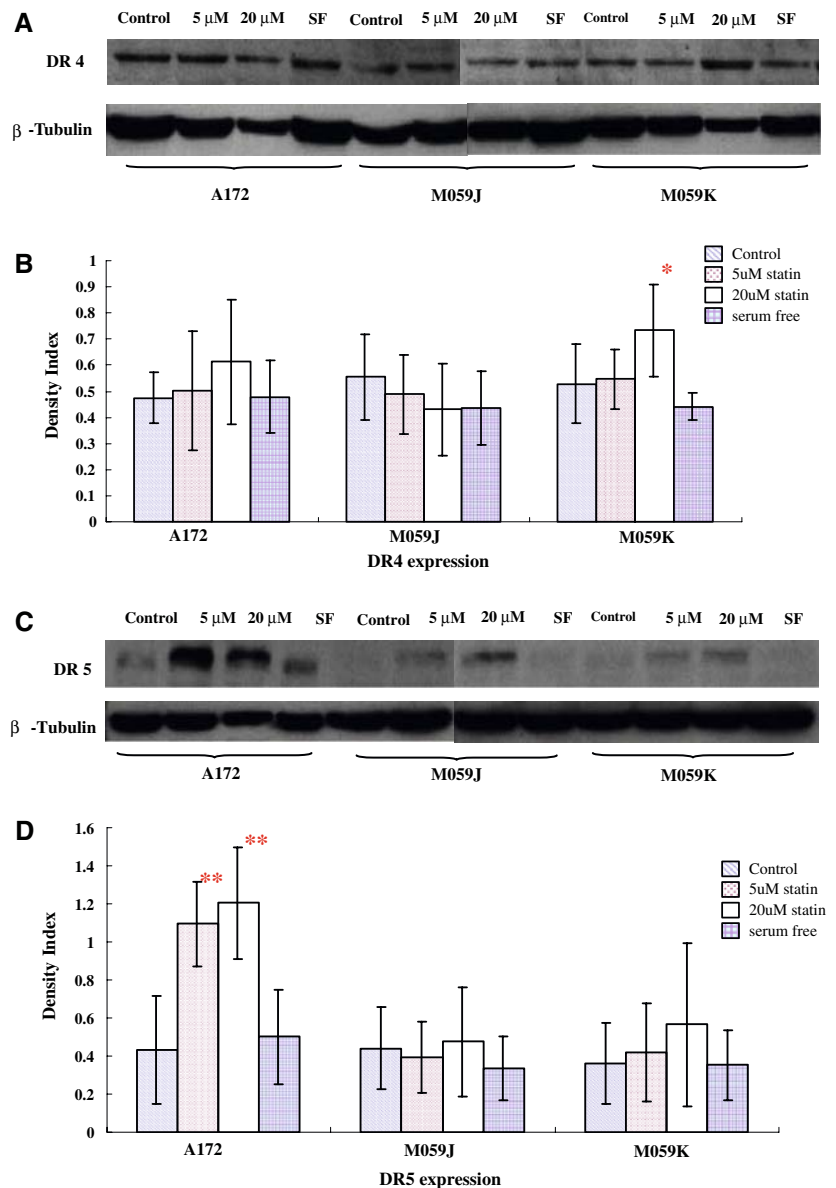 A
Control 5 μM 20 μM SF Control 5 μM 20 μM SF Control 5 μM 20 μM SF
DR 4
β -Tubulin
A172 M059J M059K
B
1
0.9
0.8
0.7
0.6
0.5
0.4
0.3
0.2
0.1
0
Density Index
*
Control
5uM statin
20uM statin
serum free
A172 M059J M059K
DR4 expression
C
Control 5 μM 20 μM SF Control 5 μM 20 μM SF Control 5 μM 20 μM SF
DR 5
β -Tubulin
A172 M059J M059K
D
1.6
1.4
1.2
1
0.8
0.6
0.4
0.2
0
Density Index
** **
Control
5uM statin
20uM statin
serum free
A172 M059J M059K
DR5 expression